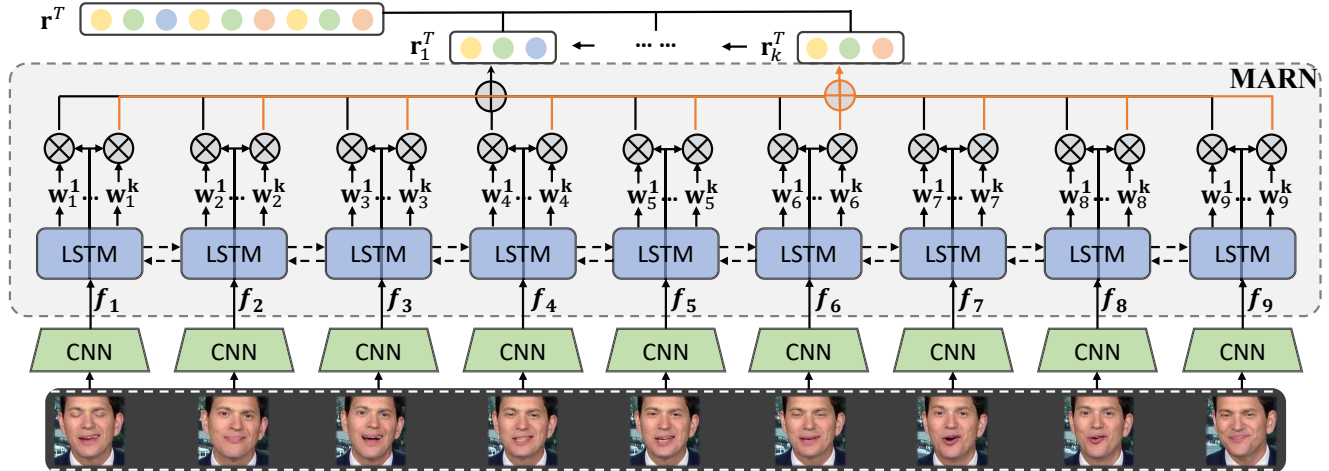 r^T
r_1^T ... ... r_k^T
MARN
w_1^1 ... w_1^k w_2^1 ... w_2^k w_3^1 ... w_3^k w_4^1 ... w_4^k w_5^1 ... w_5^k w_6^1 ... w_6^k w_7^1 ... w_7^k w_8^1 ... w_8^k w_9^1 ... w_9^k
LSTM LSTM LSTM LSTM LSTM LSTM LSTM LSTM LSTM
f_1 f_2 f_3 f_4 f_5 f_6 f_7 f_8 f_9
CNN CNN CNN CNN CNN CNN CNN CNN CNN